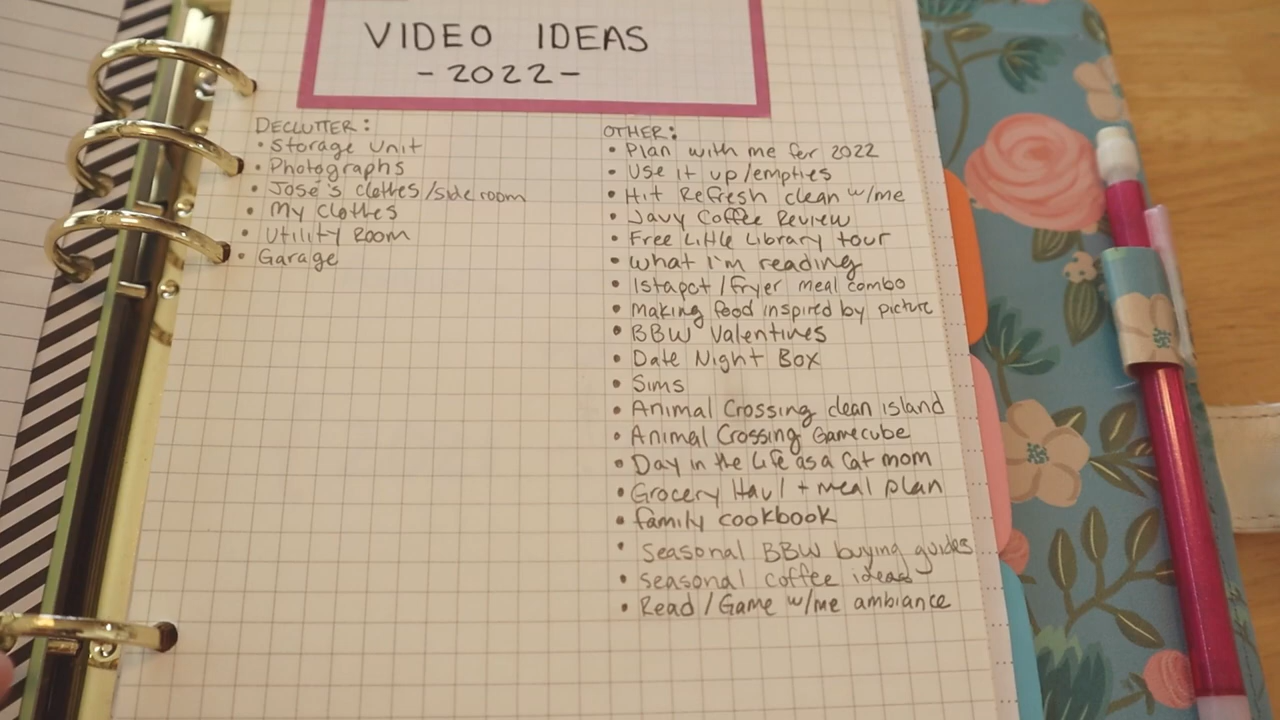 VIDEO IDEAS
-2022-
DECLUTTER:
• Storage Unit
• Photographs
• José's clothes/side room
• My Clothes
• Utility Room
• Garage
OTHER:
• Plan with me for 2022
• Use it up/empties
• Hit Refresh clean w/me
• Javy Coffee Review
• Free Little Library tour
• What I'm reading
• Istapot/fryer meal combo
• Making food inspired by picture
• BBW Valentines
• Date Night Box
• Sims
• Animal Crossing clean island
• Animal Crossing Gamecube
• Day in the Life as a Cat mom
• Grocery Haul + meal plan
• family cookbook
• Seasonal BBW buying guides
• seasonal coffee ideas
• Read/Game w/me ambiance